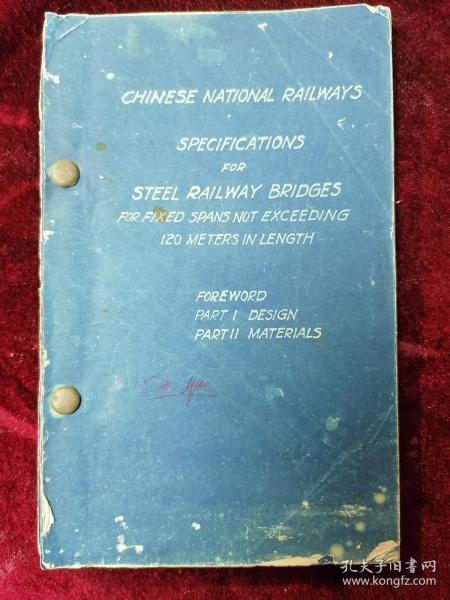 CHINESE NATIONAL RAILWAYS
SPECIFICATIONS
FOR
STEEL RAILWAY BRIDGES
FOR FIXED SPANS NOT EXCEEDING
120 METERS IN LENGTH
FOREWORD
PART I DESIGN
PART II MATERIALS
孔夫子旧书网
www.kongfz.com